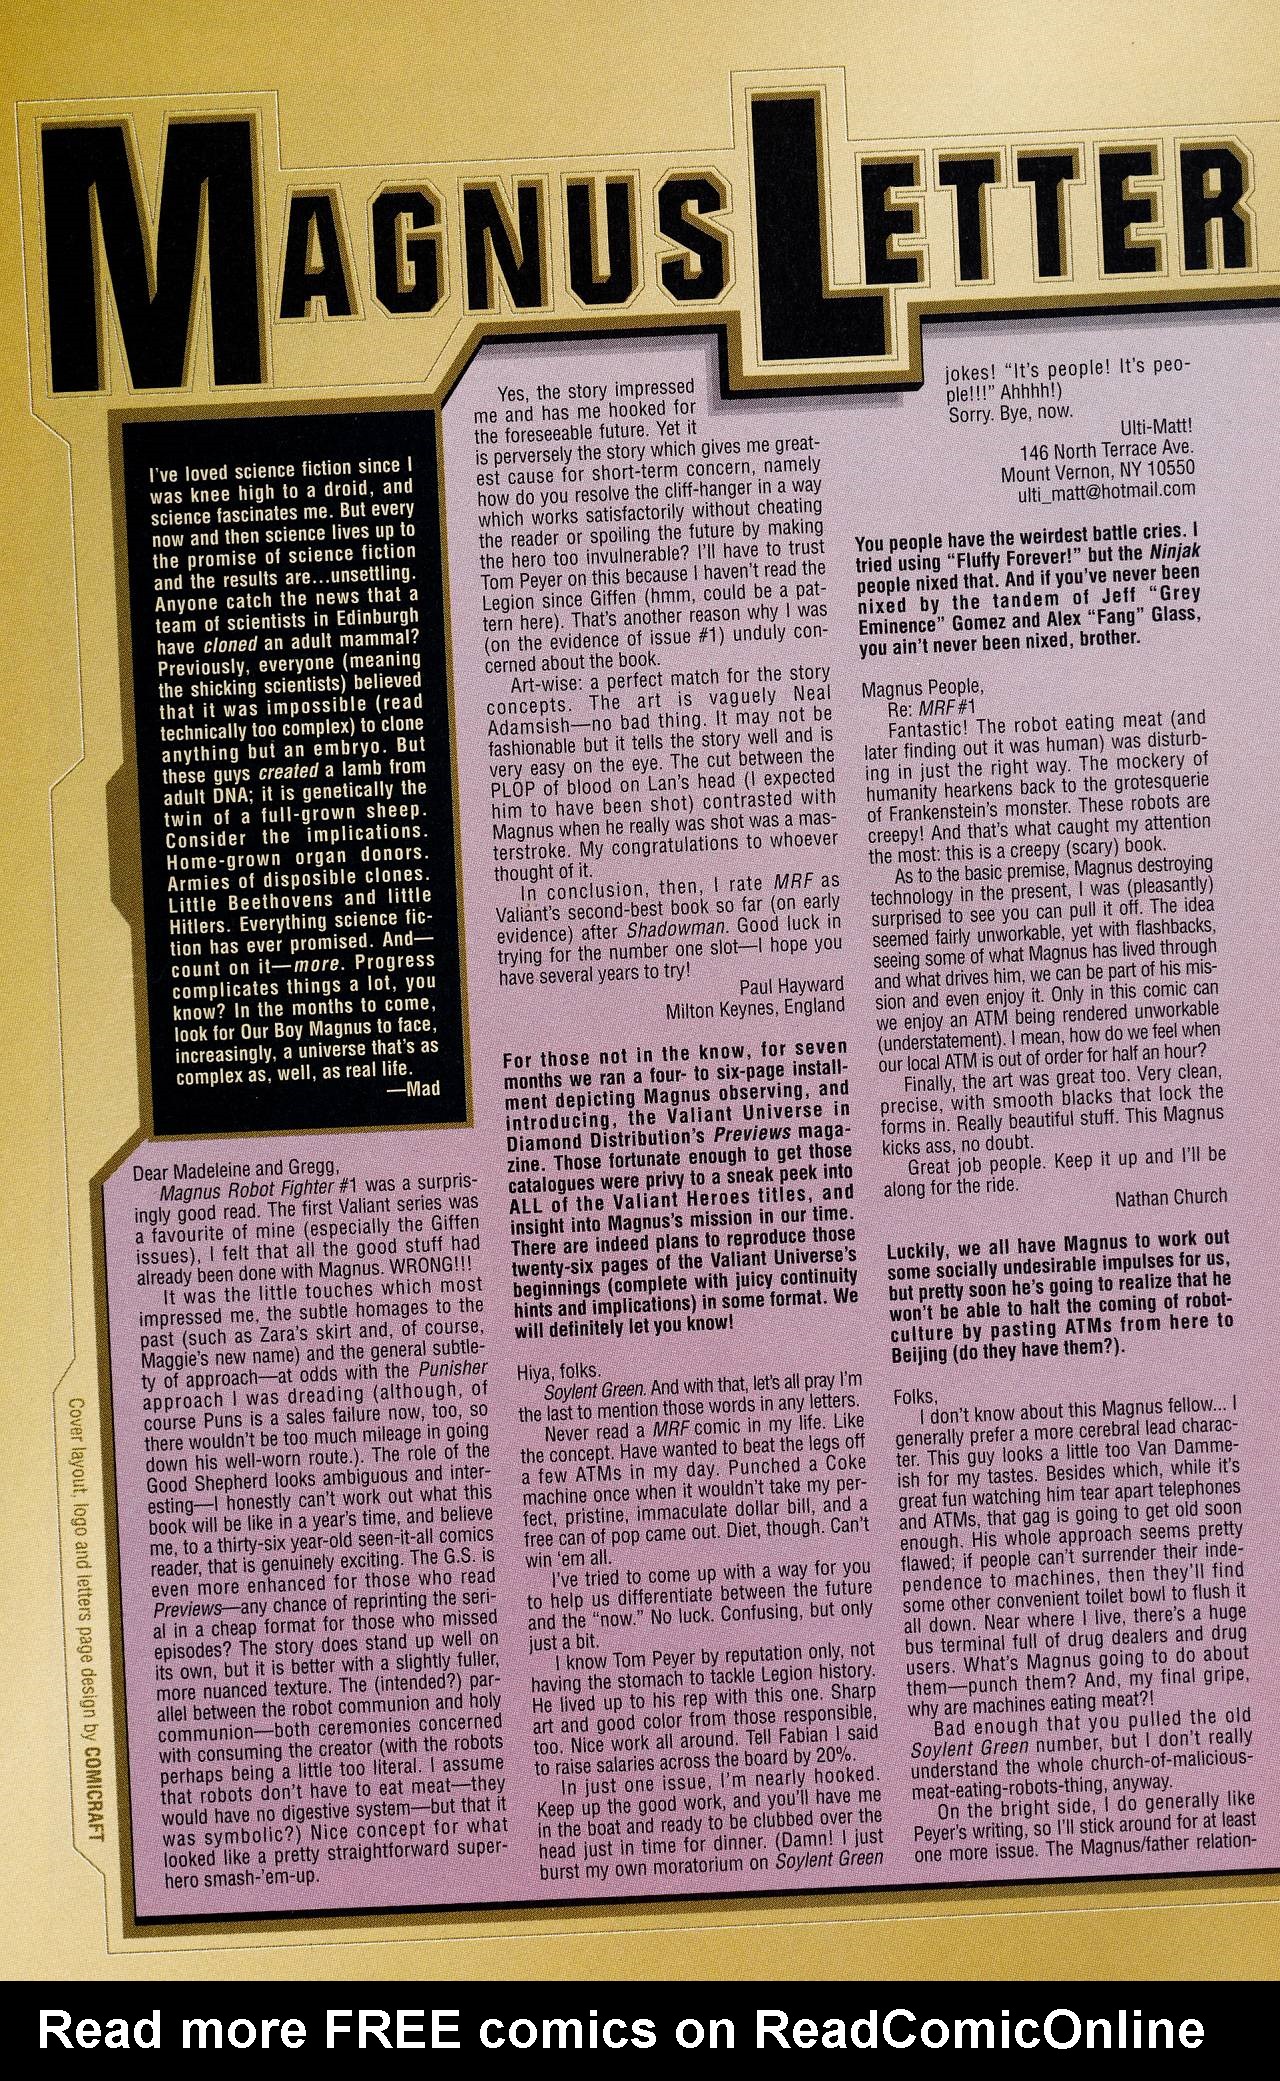 MAGNUS LETTER
I've loved science fiction since I
was knee high to a droid, and
science fascinates me. But every
now and then science lives up to
the promise of science fiction
and the results are...unsettling.
Anyone catch the news that a
team of scientists in Edinburgh
have cloned an adult mammal?
Previously, everyone (meaning
the shicking scientists) believed
that it was impossible (read
technically too complex) to clone
anything but an embryo. But
these guys created a lamb from
adult DNA; it is genetically the
twin of a full-grown sheep.
Consider the implications.
Home-grown organ donors.
Armies of disposible clones.
Little Beethovens and little
Hitlers. Everything science fic-
tion has ever promised. And—
count on it—more. Progress
complicates things a lot, you
know? In the months to come,
look for Our Boy Magnus to face,
increasingly, a universe that's as
complex as, well, as real life.
—Mad
Dear Madeleine and Gregg,
Magnus Robot Fighter #1 was a surpris-
ingly good read. The first Valiant series was
a favourite of mine (especially the Giffen
issues), I felt that all the good stuff had
already been done with Magnus. WRONG!!!
It was the little touches which most
impressed me, the subtle homages to the
past (such as Zara's skirt and, of course,
Maggie's new name) and the general subtle-
ty of approach—at odds with the Punisher
approach I was dreading (although, of
course Puns is a sales failure now, too, so
there wouldn't be too much mileage in going
down his well-worn route.). The role of the
Good Shepherd looks ambiguous and inter-
esting—I honestly can't work out what this
book will be like in a year's time, and believe
me, to a thirty-six year-old seen-it-all comics
reader, that is genuinely exciting. The G.S. is
even more enhanced for those who read
Previews—any chance of reprinting the seri-
al in a cheap format for those who missed
episodes? The story does stand up well on
its own, but it is better with a slightly fuller,
more nuanced texture. The (intended?) par-
allel between the robot communion and holy
communion—both ceremonies concerned
with consuming the creator (with the robots
perhaps being a little too literal. I assume
that robots don't have to eat meat—they
would have no digestive system—but that it
was symbolic?) Nice concept for what
looked like a pretty straightforward super-
hero smash-'em-up.
Yes, the story impressed
me and has me hooked for
the foreseeable future. Yet it
is perversely the story which gives me great-
est cause for short-term concern, namely
how do you resolve the cliff-hanger in a way
which works satisfactorily without cheating
the reader or spoiling the future by making
the hero too invulnerable? I'll have to trust
Tom Peyer on this because I haven't read the
Legion since Giffen (hmm, could be a pat-
tern here). That's another reason why I was
(on the evidence of issue #1) unduly con-
cerned about the book.
Art-wise: a perfect match for the story
concepts. The art is vaguely Neal
Adamsish—no bad thing. It may not be
fashionable but it tells the story well and is
very easy on the eye. The cut between the
PLOP of blood on Lan's head (I expected
him to have been shot) contrasted with
Magnus when he really was shot was a mas-
terstroke. My congratulations to whoever
thought of it.
In conclusion, then, I rate MRF as
Valiant's second-best book so far (on early
evidence) after Shadowman. Good luck in
trying for the number one slot—I hope you
have several years to try!
Paul Hayward
Milton Keynes, England
For those not in the know, for seven
months we ran a four- to six-page install-
ment depicting Magnus observing, and
introducing, the Valiant Universe in
Diamond Distribution's Previews maga-
zine. Those fortunate enough to get those
catalogues were privy to a sneak peek into
ALL of the Valiant Heroes titles, and
insight into Magnus's mission in our time.
There are indeed plans to reproduce those
twenty-six pages of the Valiant Universe's
beginnings (complete with juicy continuity
hints and implications) in some format. We
will definitely let you know!
Hiya, folks.
Soylent Green. And with that, let's all pray I'm
the last to mention those words in any letters.
Never read a MRF comic in my life. Like
the concept. Have wanted to beat the legs off
a few ATMs in my day. Punched a Coke
machine once when it wouldn't take my per-
fect, pristine, immaculate dollar bill, and a
free can of pop came out. Diet, though. Can't
win 'em all.
I've tried to come up with a way for you
to help us differentiate between the future
and the "now." No luck. Confusing, but only
just a bit.
I know Tom Peyer by reputation only, not
having the stomach to tackle Legion history.
He lived up to his rep with this one. Sharp
art and good color from those responsible,
too. Nice work all around. Tell Fabian I said
to raise salaries across the board by 20%.
In just one issue, I'm nearly hooked.
Keep up the good work, and you'll have me
in the boat and ready to be clubbed over the
head just in time for dinner. (Damn! I just
burst my own moratorium on Soylent Green
jokes! "It's people! It's peo-
ple!!!" Ahhhh!)
Sorry. Bye, now.
Ulti-Matt!
146 North Terrace Ave.
Mount Vernon, NY 10550
ulti_matt@hotmail.com
You people have the weirdest battle cries. I
tried using "Fluffy Forever!" but the Ninjak
people nixed that. And if you've never been
nixed by the tandem of Jeff "Grey
Eminence" Gomez and Alex "Fang" Glass,
you ain't never been nixed, brother.
Magnus People,
Re: MRF #1
Fantastic! The robot eating meat (and
later finding out it was human) was disturb-
ing in just the right way. The mockery of
humanity hearkens back to the grotesquerie
of Frankenstein's monster. These robots are
creepy! And that's what caught my attention
the most: this is a creepy (scary) book.
As to the basic premise, Magnus destroying
technology in the present, I was (pleasantly)
surprised to see you can pull it off. The idea
seemed fairly unworkable, yet with flashbacks,
seeing some of what Magnus has lived through
and what drives him, we can be part of his mis-
sion and even enjoy it. Only in this comic can
we enjoy an ATM being rendered unworkable
(understatement). I mean, how do we feel when
our local ATM is out of order for half an hour?
Finally, the art was great too. Very clean,
precise, with smooth blacks that lock the
forms in. Really beautiful stuff. This Magnus
kicks ass, no doubt.
Great job people. Keep it up and I'll be
along for the ride.
Nathan Church
Luckily, we all have Magnus to work out
some socially undesirable impulses for us,
but pretty soon he's going to realize that he
won't be able to halt the coming of robot-
culture by pasting ATMs from here to
Beijing (do they have them?).
Folks,
I don't know about this Magnus fellow... I
generally prefer a more cerebral lead charac-
ter. This guy looks a little too Van Damme-
ish for my tastes. Besides which, while it's
great fun watching him tear apart telephones
and ATMs, that gag is going to get old soon
enough. His whole approach seems pretty
flawed; if people can't surrender their inde-
pendence to machines, then they'll find
some other convenient toilet bowl to flush it
all down. Near where I live, there's a huge
bus terminal full of drug dealers and drug
users. What's Magnus going to do about
them—punch them? And, my final gripe,
why are machines eating meat?!
Bad enough that you pulled the old
Soylent Green number, but I don't really
understand the whole church-of-malicious-
meat-eating-robots-thing, anyway.
On the bright side, I do generally like
Peyer's writing, so I'll stick around for at least
one more issue. The Magnus/father relation-
Cover layout, logo and letters page design by COMICRAFT
Read more FREE comics on ReadComicOnline